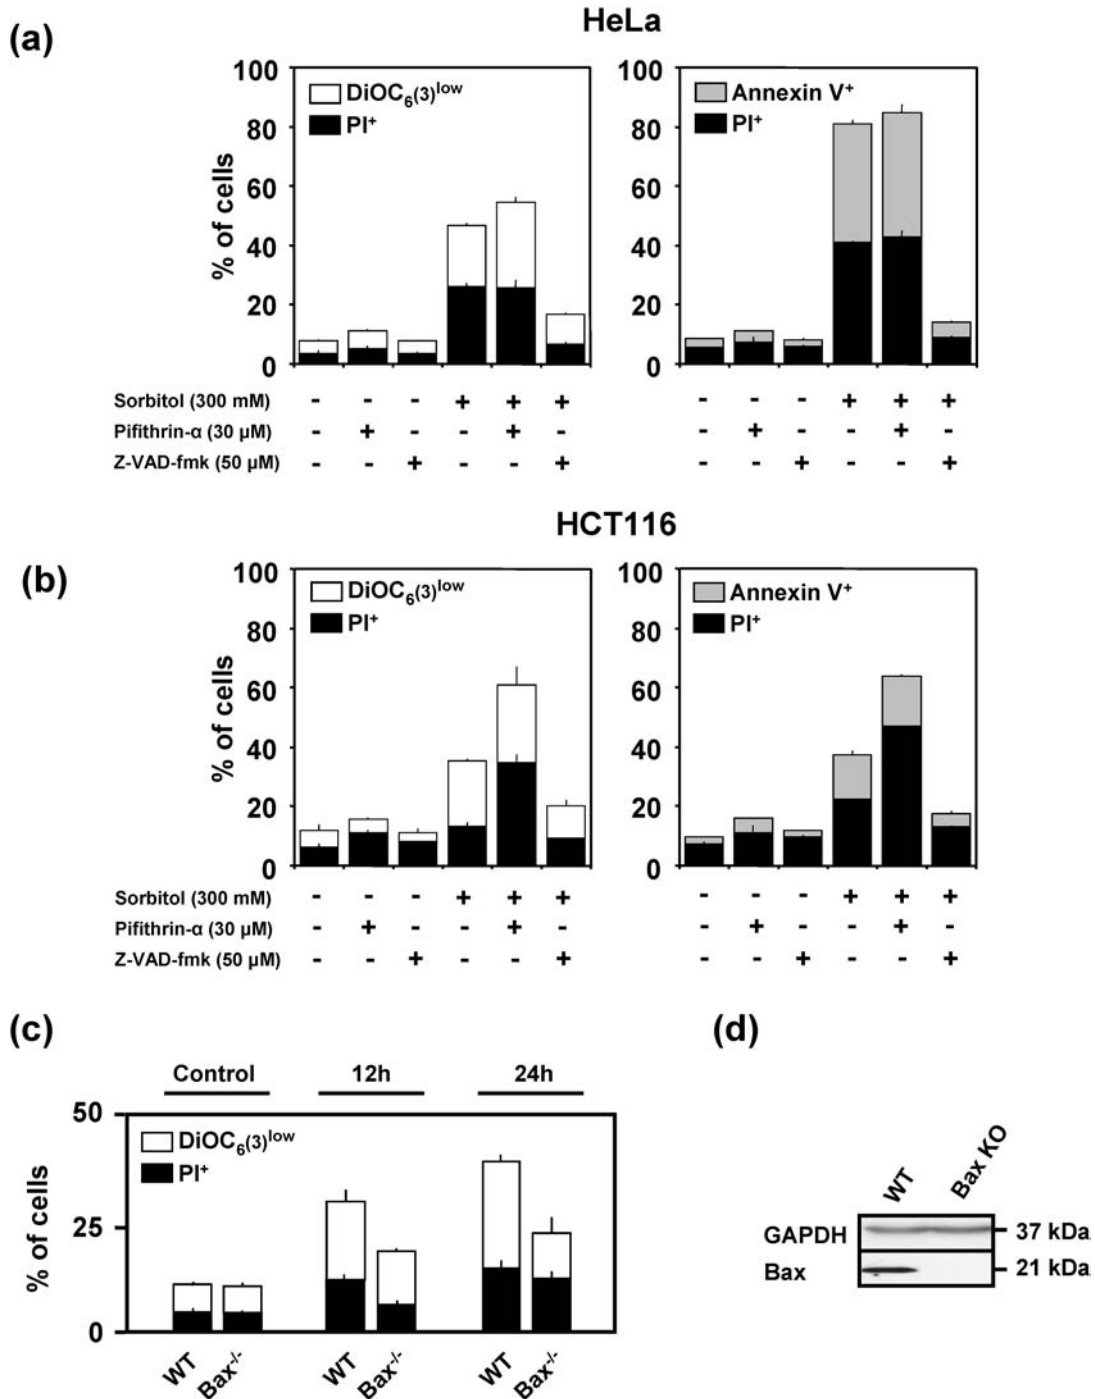 HeLa
(a)
100
80
60
40
20
0
% of cells
DiOC6(3)low
PI+
100
80
60
40
20
0
Annexin V+
PI+
Sorbitol (300 mM) - - - + + + - - - + + +
Pifithrin-α (30 µM) - + - - + - - + - - + -
Z-VAD-fmk (50 µM) - - + - - + - - + - - +
HCT116
(b)
100
80
60
40
20
0
% of cells
DiOC6(3)low
PI+
100
80
60
40
20
0
Annexin V+
PI+
Sorbitol (300 mM) - - - + + + - - - + + +
Pifithrin-α (30 µM) - + - - + - - + - - + -
Z-VAD-fmk (50 µM) - - + - - + - - + - - +
(c)
Control 12h 24h
50
25
0
% of cells
DiOC6(3)low
PI+
WT Bax-/- WT Bax-/- WT Bax-/-
(d)
WT Bax KO
GAPDH 37 kDa
Bax 21 kDa